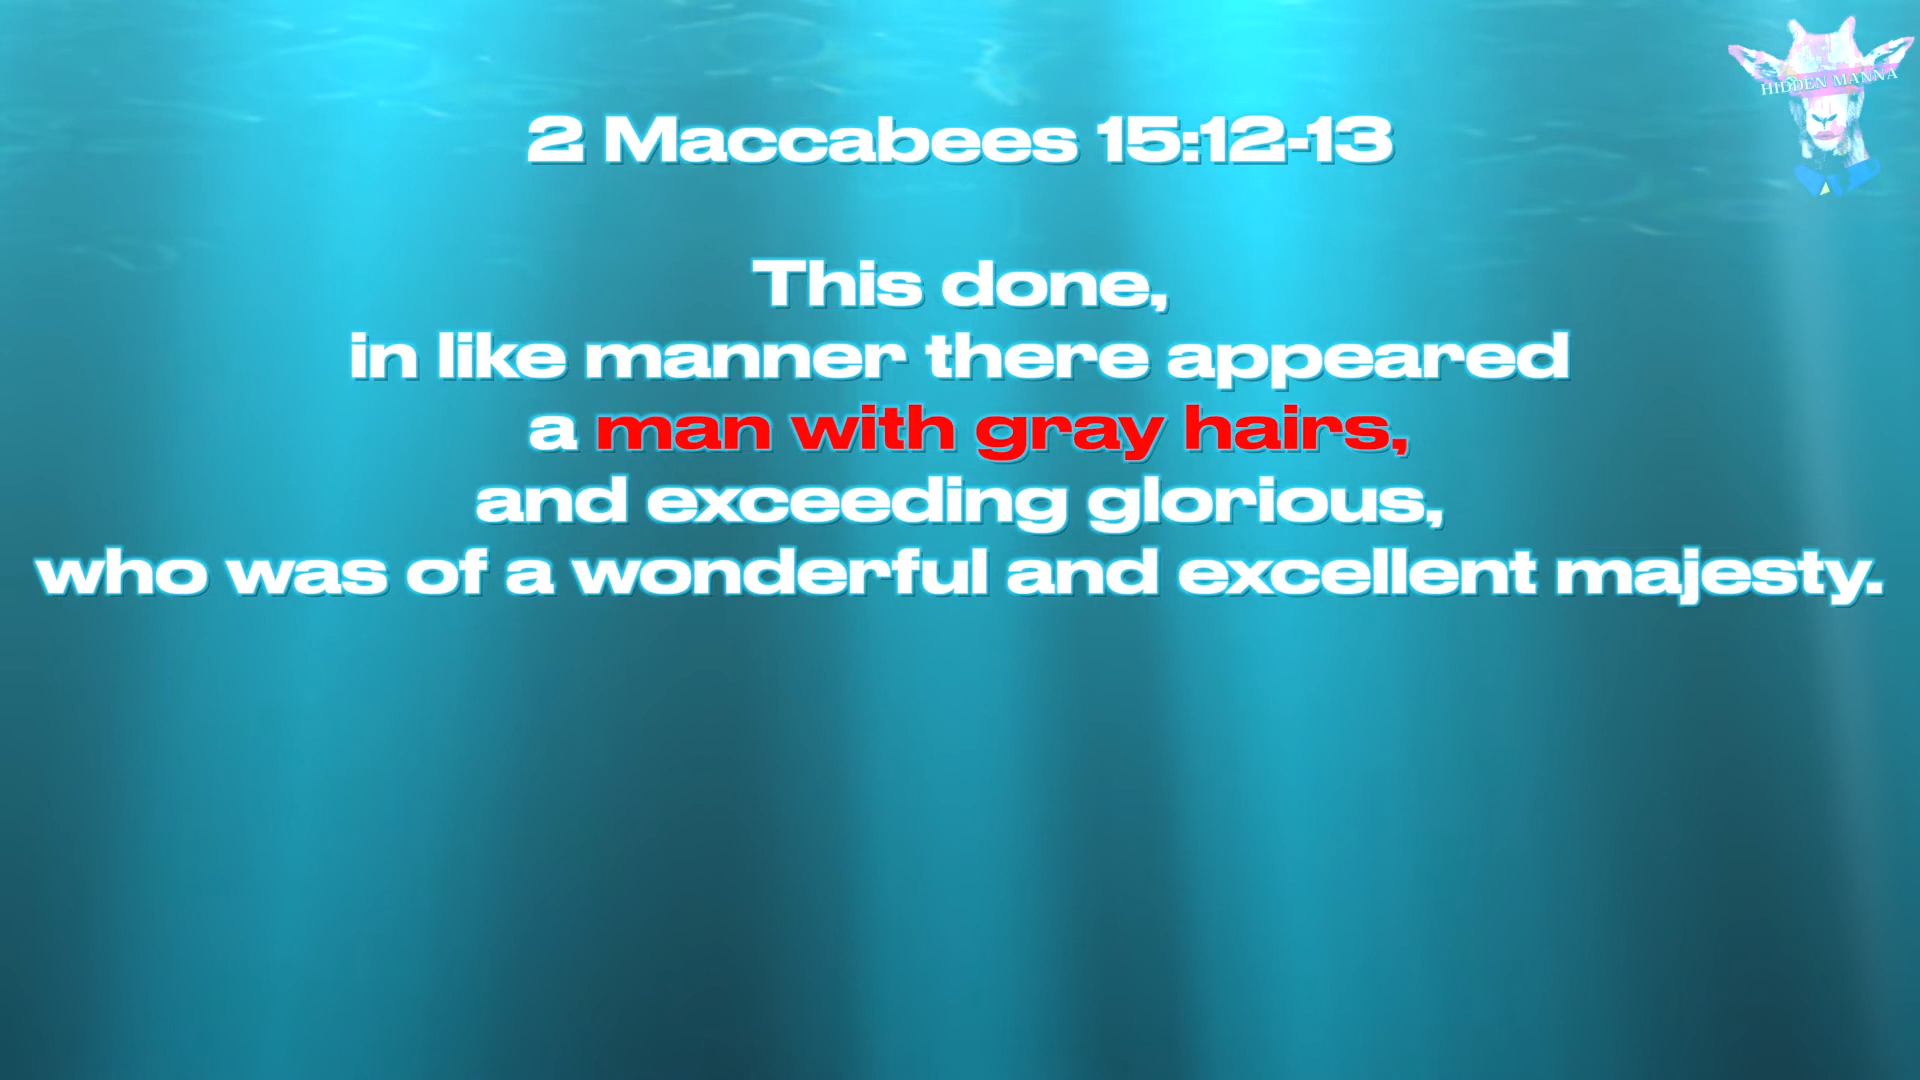 HIDDEN MANNA
2 Maccabees 15:12-13
This done,
in like manner there appeared
a man with gray hairs,
and exceeding glorious,
who was of a wonderful and excellent majesty.